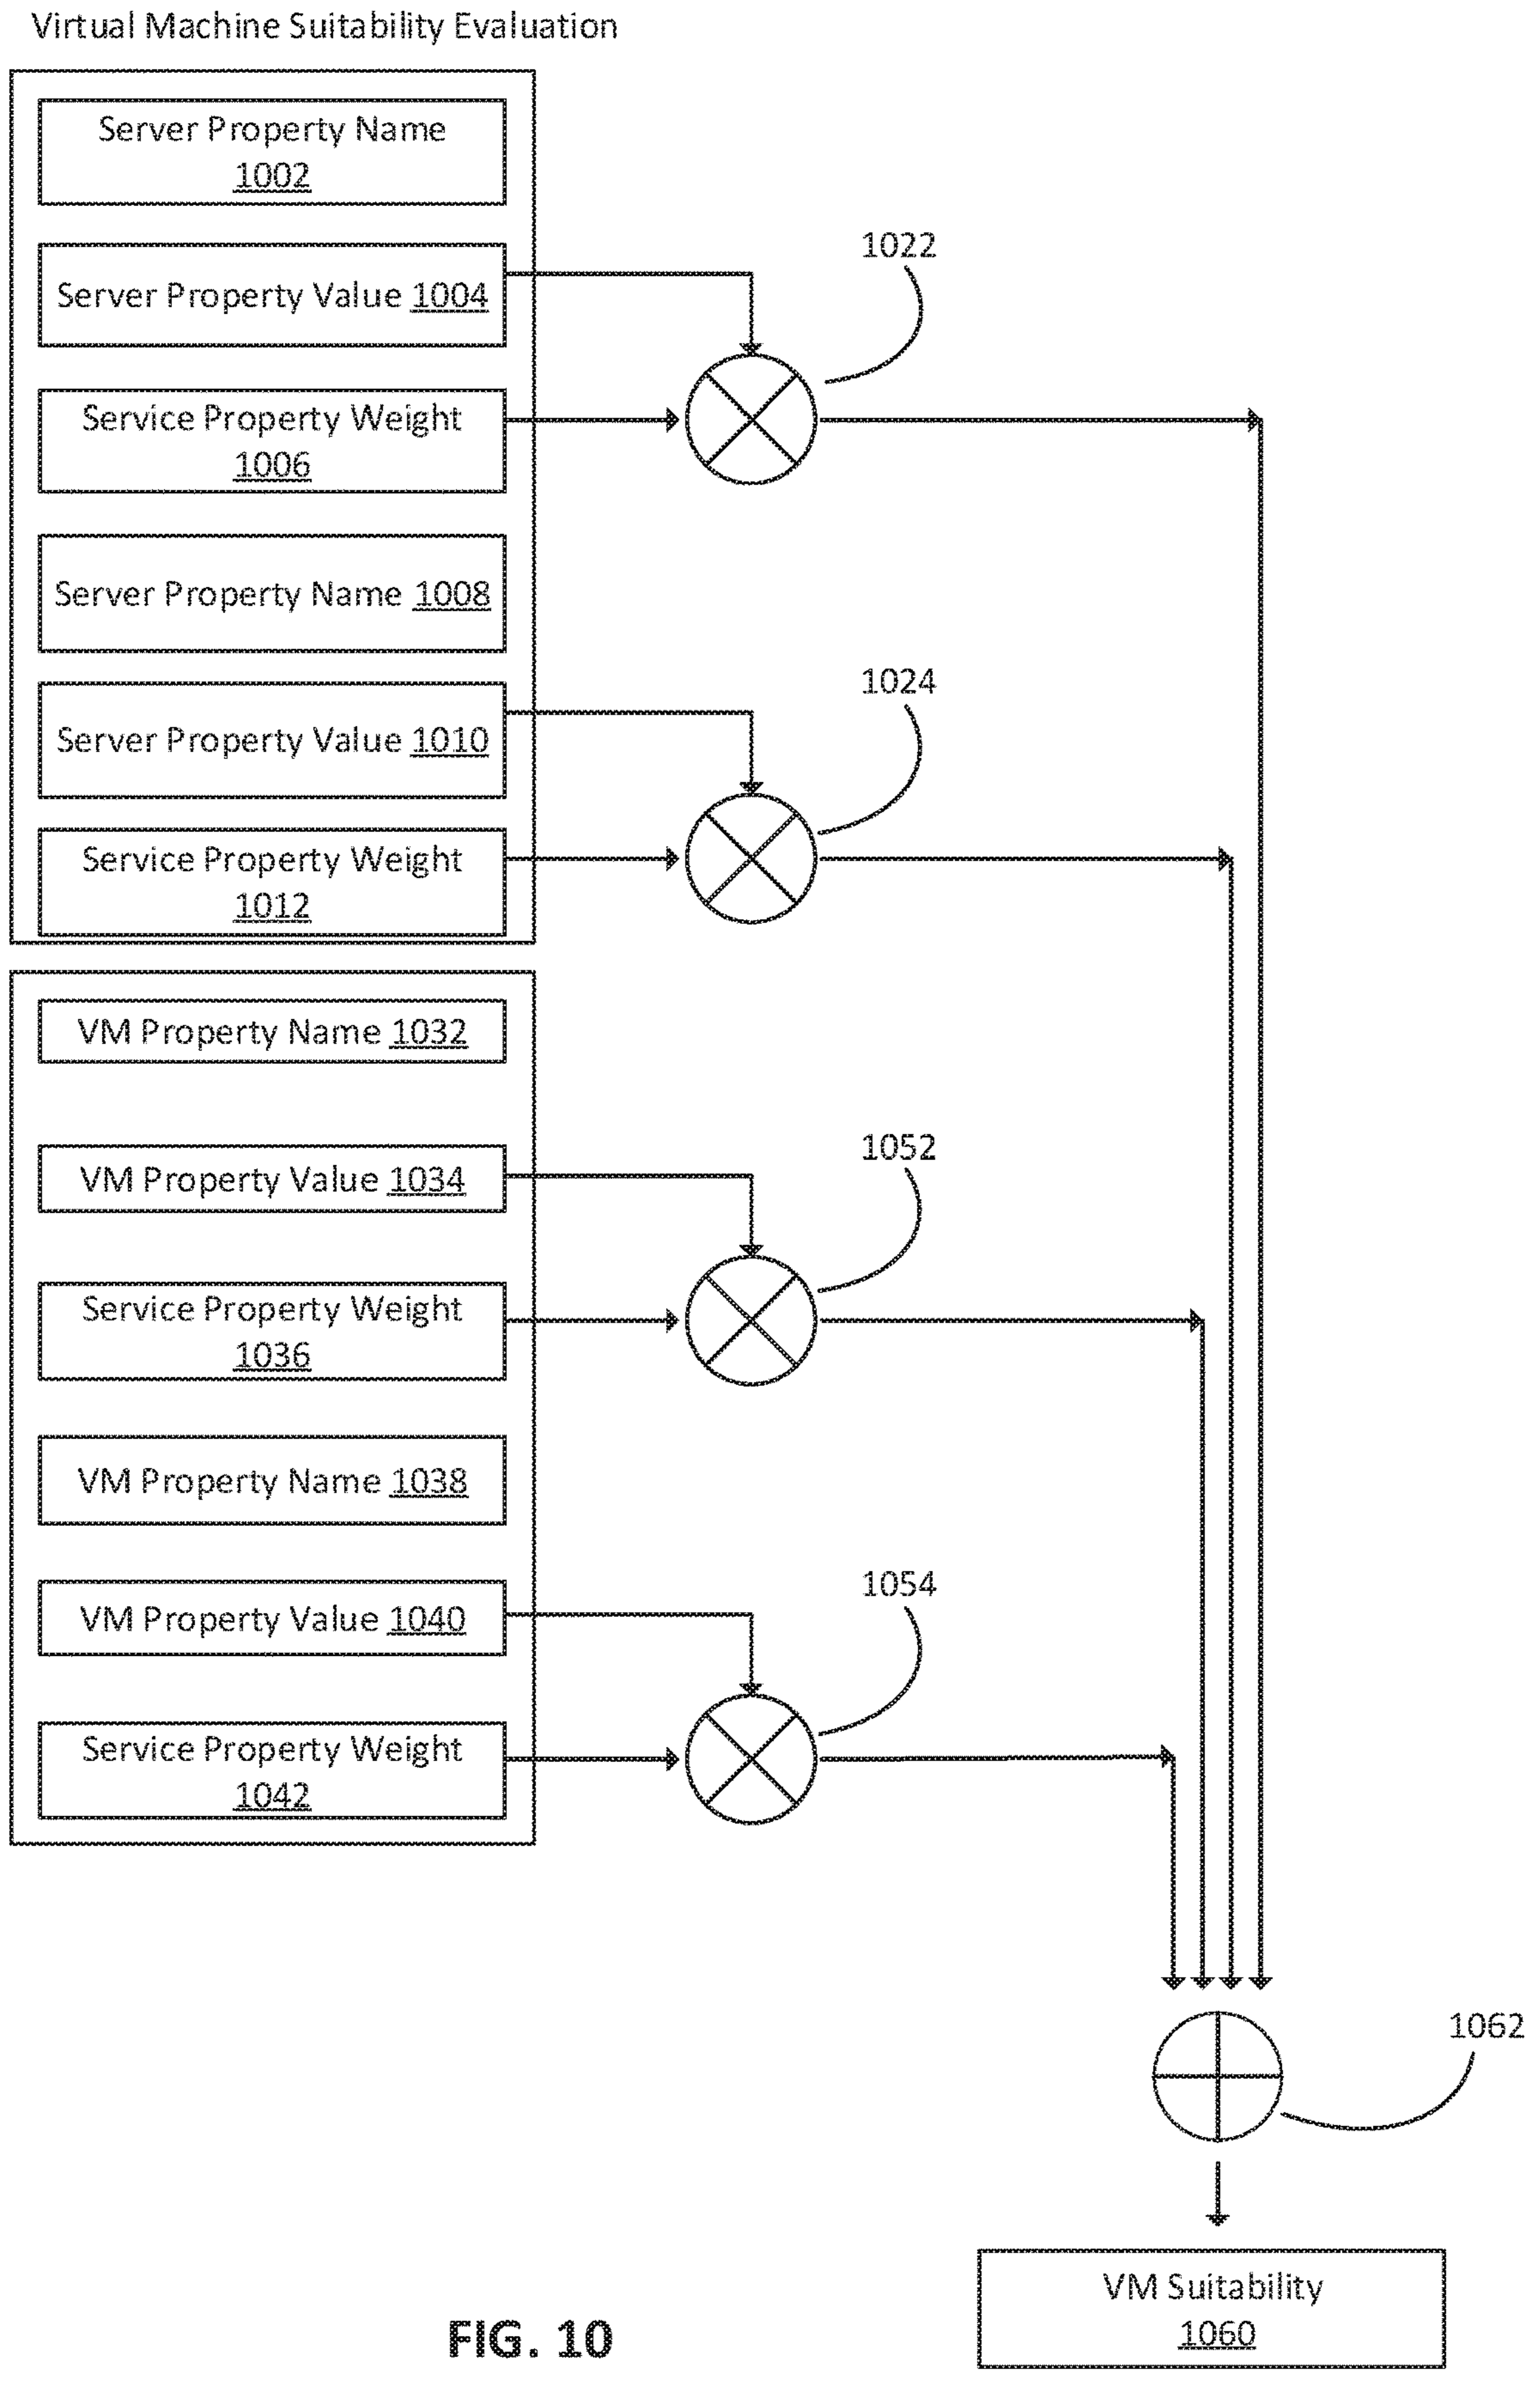 Virtual Machine Suitability Evaluation
Server Property Name
1002
Server Property Value 1004
1022
Service Property Weight
1006
Server Property Name 1008
1024
Server Property Value 1010
Service Property Weight
1012
VM Property Name 1032
1052
VM Property Value 1034
Service Property Weight
1036
VM Property Name 1038
1054
VM Property Value 1040
Service Property Weight
1042
1062
VM Suitability
1060
FIG. 10